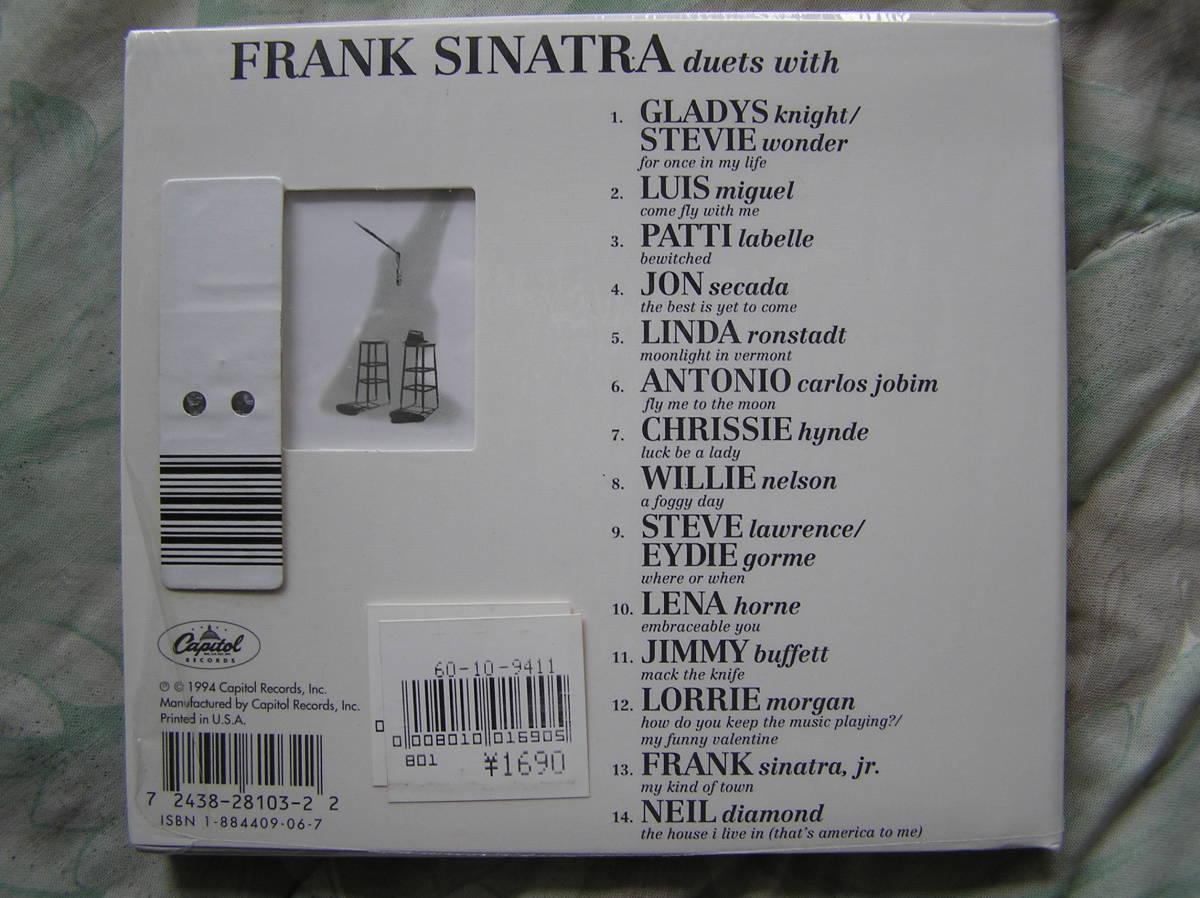 FRANK SINATRA duets with
1. GLADYS knight/
STEVIE wonder
for once in my life
2. LUIS miguel
come fly with me
3. PATTI labelle
bewitched
4. JON secada
the best is yet to come
5. LINDA ronstadt
moonlight in vermont
6. ANTONIO carlos jobim
fly me to the moon
7. CHRISSIE hynde
luck be a lady
8. WILLIE nelson
a foggy day
9. STEVE lawrence/
EYDIE gorme
where or when
10. LENA horne
embraceable you
11. JIMMY buffett
mack the knife
12. LORRIE morgan
how do you keep the music playing?/
my funny valentine
13. FRANK sinatra, jr.
my kind of town
14. NEIL diamond
the house i live in (that's america to me)
Capitol
RECORDS
℗ © 1994 Capitol Records, Inc.
Manufactured by Capitol Records, Inc.
Printed in U.S.A.
7 2438-28103-2 2
ISBN 1-884409-06-7
60-10-9411
0
0 008010 016905
801 ¥1690